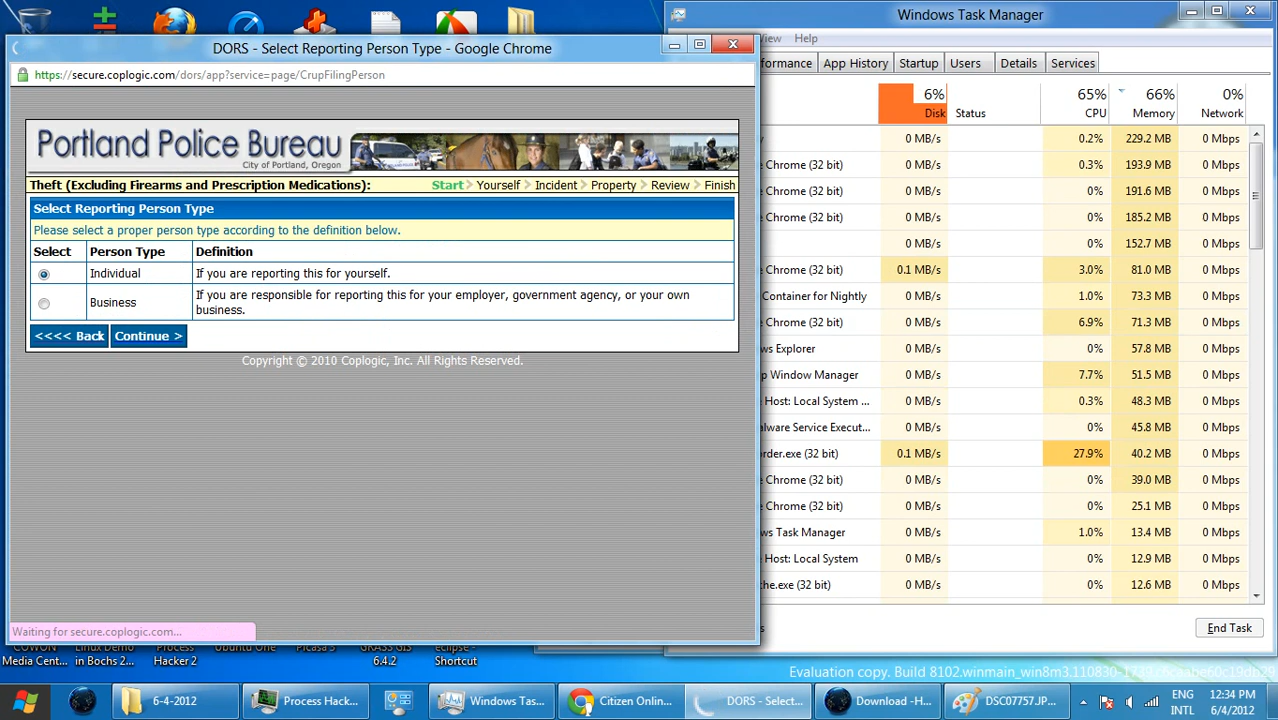 Windows Task Manager
View Help
App History Startup Users Details Services
DORS - Select Reporting Person Type - Google Chrome
https://secure.coplogic.com/dors/app?service=page/CrupFilingPerson
Portland Police Bureau
City of Portland, Oregon
Theft (Excluding Firearms and Prescription Medications): Start Yourself Incident Property Review Finish
Select Reporting Person Type
Please select a proper person type according to the definition below.
Select Person Type Definition
Individual If you are reporting this for yourself.
Business If you are responsible for reporting this for your employer, government agency, or your own
business.
<<<< Back Continue >
Copyright © 2010 Coplogic, Inc. All Rights Reserved.
Waiting for secure.coplogic.com...
6% 65% 66% 0%
Disk Status CPU Memory Network
0 MB/s 0.2% 229.2 MB 0 Mbps
Chrome (32 bit) 0 MB/s 0.3% 193.9 MB 0 Mbps
Chrome (32 bit) 0 MB/s 0% 191.6 MB 0 Mbps
Chrome (32 bit) 0 MB/s 0% 185.2 MB 0 Mbps
0 MB/s 0% 152.7 MB 0 Mbps
Chrome (32 bit) 0.1 MB/s 3.0% 81.0 MB 0 Mbps
Container for Nightly 0 MB/s 1.0% 73.3 MB 0 Mbps
Chrome (32 bit) 0 MB/s 6.9% 71.3 MB 0 Mbps
Explorer 0 MB/s 0% 57.8 MB 0 Mbps
Window Manager 0 MB/s 7.7% 51.5 MB 0 Mbps
Host: Local System ... 0 MB/s 0.3% 48.3 MB 0 Mbps
Service Execut... 0 MB/s 0% 45.8 MB 0 Mbps
order.exe (32 bit) 0.1 MB/s 27.9% 40.2 MB 0 Mbps
Chrome (32 bit) 0 MB/s 0% 39.0 MB 0 Mbps
Chrome (32 bit) 0 MB/s 0% 25.1 MB 0 Mbps
Task Manager 0 MB/s 1.0% 13.4 MB 0 Mbps
Host: Local System 0 MB/s 0% 12.9 MB 0 Mbps
0 MB/s 0% 12.6 MB 0 Mbps
End Task
COWON
Media Cent...
Linux Demo
in Bochs 2...
Process
Hacker 2
Ubuntu One
Picasa 3
GRASS GIS
6.4.2
eclipse -
Shortcut
Evaluation copy. Build 8102.winmain_win8m3.110830-1739
6-4-2012 Process Hack... Windows Tas... Citizen Onlin... DORS - Select... Download -H... DSC07757.JP...
ENG
INTL
12:34 PM
6/4/2012